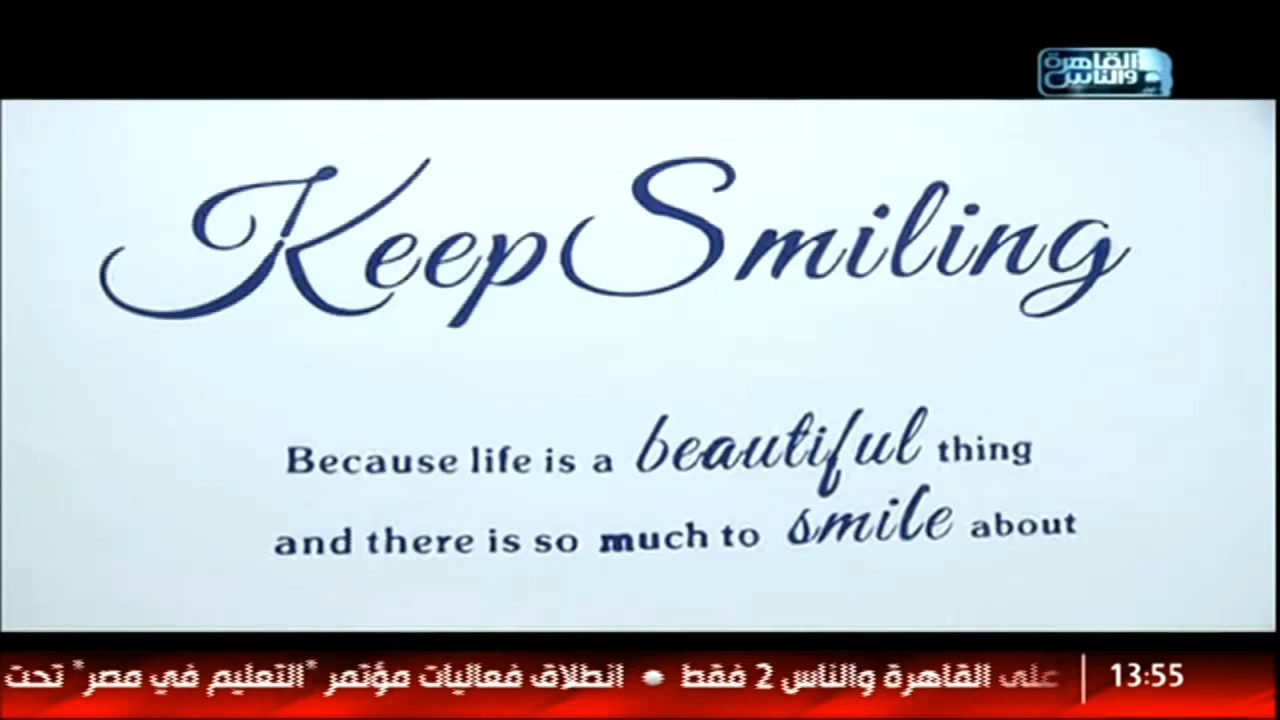 القاهرة
والناس
Keep Smiling
Because life is a beautiful thing
and there is so much to smile about
على القاهرة والناس 2 فقط • انطلاق فعاليات مؤتمر "التعليم في مصر" تحت
13:55